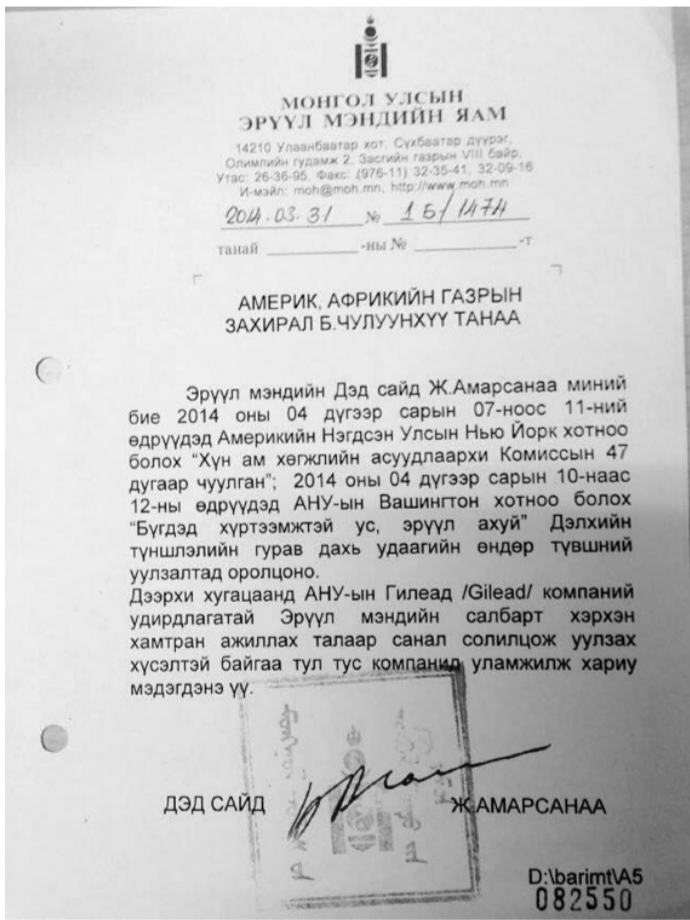 МОНГОЛ УЛСЫН
ЭРҮҮЛ МЭНДИЙН ЯАМ
14210 Улаанбаатар хот, Сүхбаатар дүүрэг,
Олимпийн гудамж 2, Засгийн газрын VIII байр,
Утас: 26-36-95, Факс: (976-11) 32-35-41, 32-09-16
И-мэйл: moh@moh.mn, http://www.moh.mn
2014.03.31 № 1Б/1474
танай ________ -ны № ________ -т
АМЕРИК, АФРИКИЙН ГАЗРЫН
ЗАХИРАЛ Б.ЧУЛУУНХҮҮ ТАНАА
Эрүүл мэндийн Дэд сайд Ж.Амарсанаа миний
бие 2014 оны 04 дүгээр сарын 07-ноос 11-ний
өдрүүдэд Америкийн Нэгдсэн Улсын Нью Йорк хотноо
болох “Хүн ам хөгжлийн асуудлаархи Комиссын 47
дугаар чуулган”; 2014 оны 04 дүгээр сарын 10-наас
12-ны өдрүүдэд АНУ-ын Вашингтон хотноо болох
“Бүгдэд хүртээмжтэй ус, эрүүл ахуй” Дэлхийн
түншлэлийн гурав дахь удаагийн өндөр түвшний
уулзалтад оролцоно.
Дээрхи хугацаанд АНУ-ын Гилеад /Gilead/ компаний
удирдлагатай Эрүүл мэндийн салбарт хэрхэн
хамтран ажиллах талаар санал солилцож уулзах
хүсэлтэй байгаа тул тус компанид уламжилж хариу
мэдэгдэнэ үү.
ДЭД САЙД Ж.АМАРСАНАА
D:\barimt\A5
082550